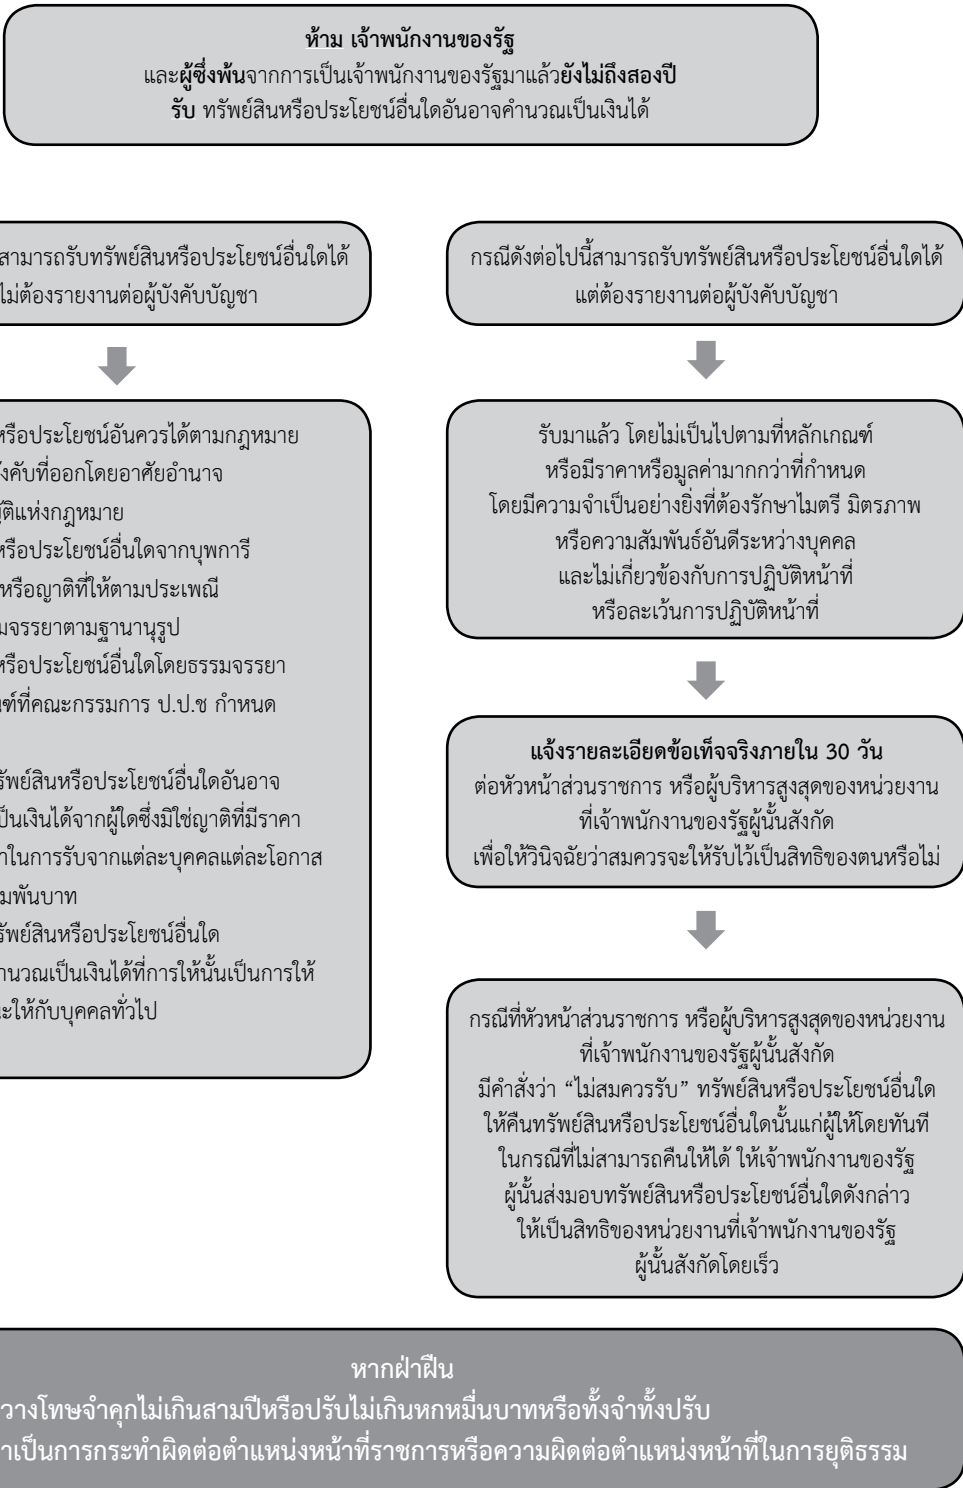 ห้าม เจ้าพนักงานของรัฐ
และผู้ซึ่งพ้นจากการเป็นเจ้าพนักงานของรัฐมาแล้วยังไม่ถึงสองปี
รับ ทรัพย์สินหรือประโยชน์อื่นใดอันอาจคำนวณเป็นเงินได้
สามารถรับทรัพย์สินหรือประโยชน์อื่นใดได้
ไม่ต้องรายงานต่อผู้บังคับบัญชา
หรือประโยชน์อันควรได้ตามกฎหมาย
ังคับที่ออกโดยอาศัยอำนาจ
ัติแห่งกฎหมาย
หรือประโยชน์อื่นใดจากบุพการี
หรือญาติที่ให้ตามประเพณี
มจรรยาตามฐานานุรูป
หรือประโยชน์อื่นใดโดยธรรมจรรยา
ฑ์ที่คณะกรรมการ ป.ป.ช กำหนด
รัพย์สินหรือประโยชน์อื่นใดอันอาจ
ป็นเงินได้จากผู้ใดซึ่งมิใช่ญาติที่มีราคา
าในการรับจากแต่ละบุคคลแต่ละโอกาส
มพันบาท
รัพย์สินหรือประโยชน์อื่นใด
านวณเป็นเงินได้ที่การให้นั้นเป็นการให้
ะให้กับบุคคลทั่วไป
กรณีดังต่อไปนี้สามารถรับทรัพย์สินหรือประโยชน์อื่นใดได้
แต่ต้องรายงานต่อผู้บังคับบัญชา
รับมาแล้ว โดยไม่เป็นไปตามที่หลักเกณฑ์
หรือมีราคาหรือมูลค่ามากกว่าที่กำหนด
โดยมีความจำเป็นอย่างยิ่งที่ต้องรักษาไมตรี มิตรภาพ
หรือความสัมพันธ์อันดีระหว่างบุคคล
และไม่เกี่ยวข้องกับการปฏิบัติหน้าที่
หรือละเว้นการปฏิบัติหน้าที่
แจ้งรายละเอียดข้อเท็จจริงภายใน 30 วัน
ต่อหัวหน้าส่วนราชการ หรือผู้บริหารสูงสุดของหน่วยงาน
ที่เจ้าพนักงานของรัฐผู้นั้นสังกัด
เพื่อให้วินิจฉัยว่าสมควรจะให้รับไว้เป็นสิทธิของตนหรือไม่
กรณีที่หัวหน้าส่วนราชการ หรือผู้บริหารสูงสุดของหน่วยงาน
ที่เจ้าพนักงานของรัฐผู้นั้นสังกัด
มีคำสั่งว่า “ไม่สมควรรับ” ทรัพย์สินหรือประโยชน์อื่นใด
ให้คืนทรัพย์สินหรือประโยชน์อื่นใดนั้นแก่ผู้ให้โดยทันที
ในกรณีที่ไม่สามารถคืนให้ได้ ให้เจ้าพนักงานของรัฐ
ผู้นั้นส่งมอบทรัพย์สินหรือประโยชน์อื่นใดดังกล่าว
ให้เป็นสิทธิของหน่วยงานที่เจ้าพนักงานของรัฐ
ผู้นั้นสังกัดโดยเร็ว
หากฝ่าฝืน
วางโทษจำคุกไม่เกินสามปีหรือปรับไม่เกินหกหมื่นบาทหรือทั้งจำทั้งปรับ
าเป็นการกระทำผิดต่อตำแหน่งหน้าที่ราชการหรือความผิดต่อตำแหน่งหน้าที่ในการยุติธรรม